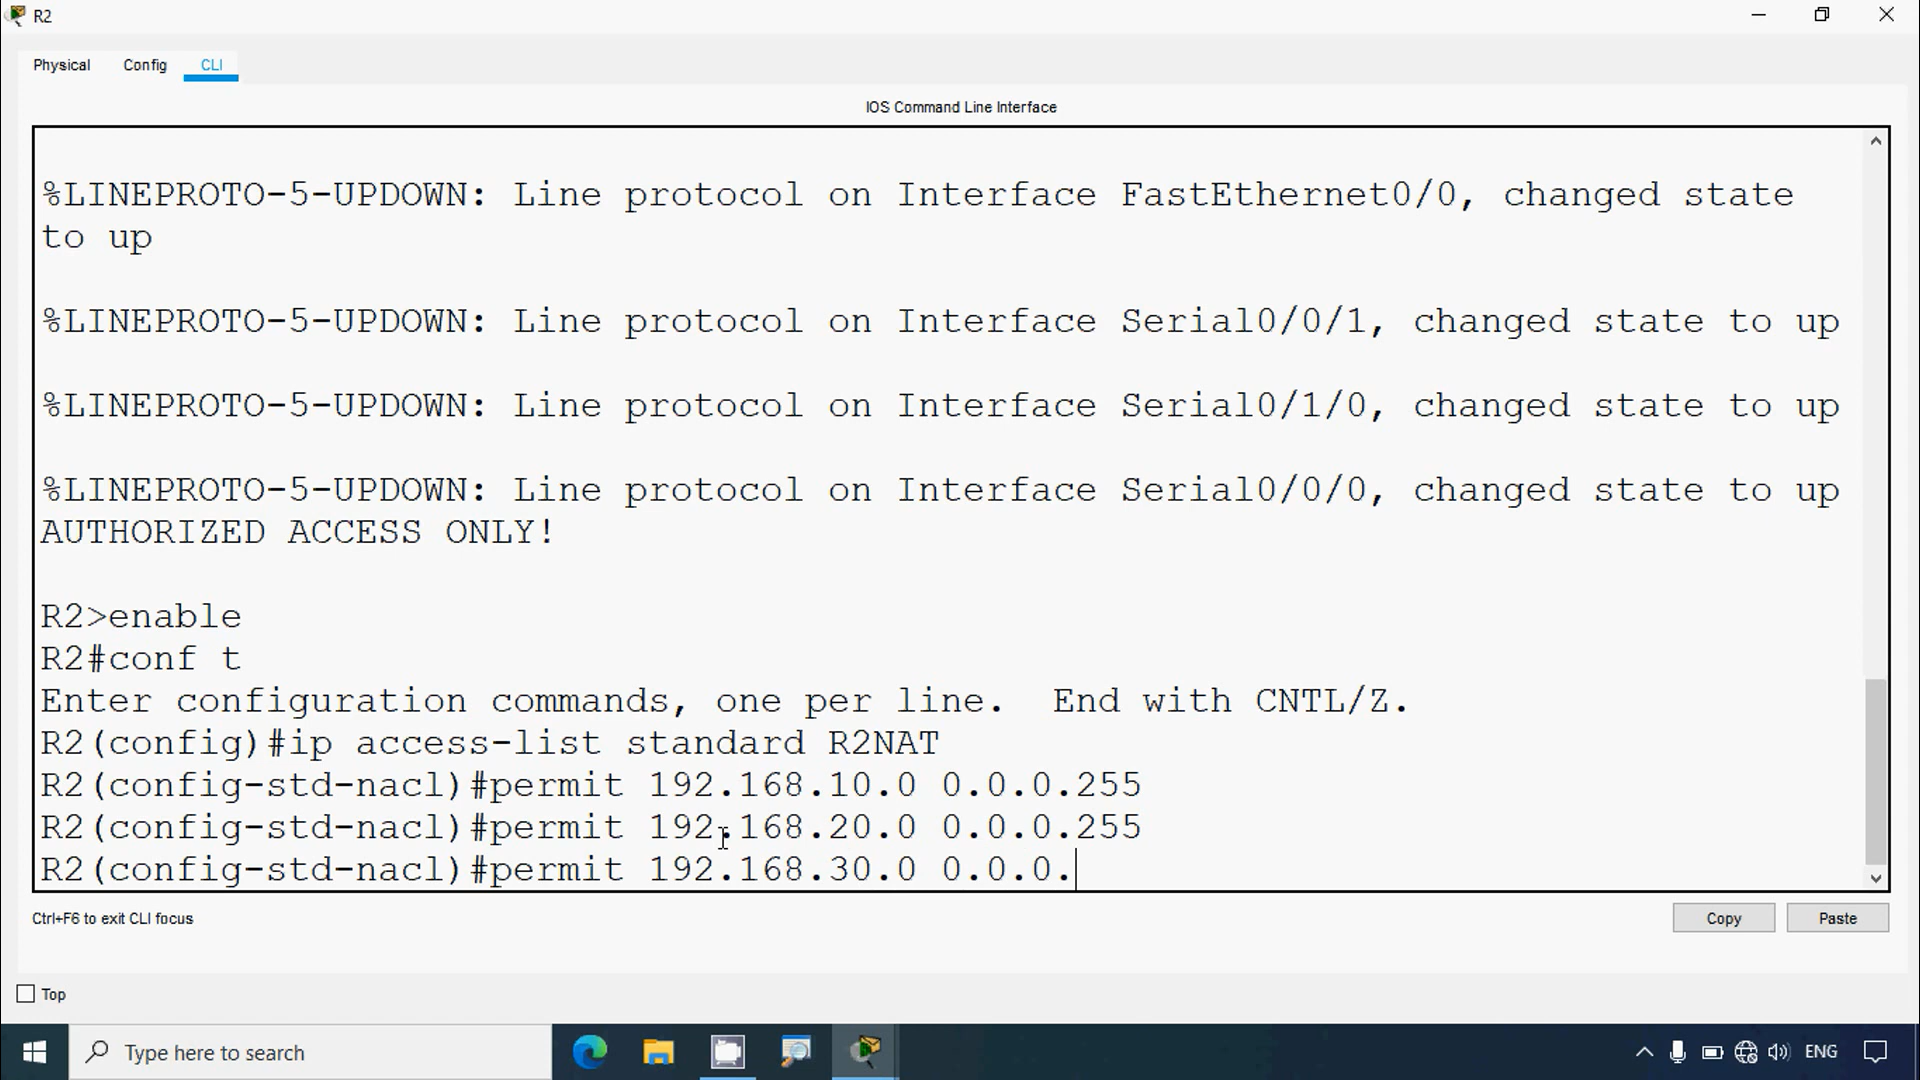 R2
Physical Config CLI
IOS Command Line Interface
%LINEPROTO-5-UPDOWN: Line protocol on Interface FastEthernet0/0, changed state
to up
%LINEPROTO-5-UPDOWN: Line protocol on Interface Serial0/0/1, changed state to up
%LINEPROTO-5-UPDOWN: Line protocol on Interface Serial0/1/0, changed state to up
%LINEPROTO-5-UPDOWN: Line protocol on Interface Serial0/0/0, changed state to up
AUTHORIZED ACCESS ONLY!
R2>enable
R2#conf t
Enter configuration commands, one per line.  End with CNTL/Z.
R2(config)#ip access-list standard R2NAT
R2(config-std-nacl)#permit 192.168.10.0 0.0.0.255
R2(config-std-nacl)#permit 192.168.20.0 0.0.0.255
R2(config-std-nacl)#permit 192.168.30.0 0.0.0.
Ctrl+F6 to exit CLI focus
Copy Paste
Top
Type here to search
ENG